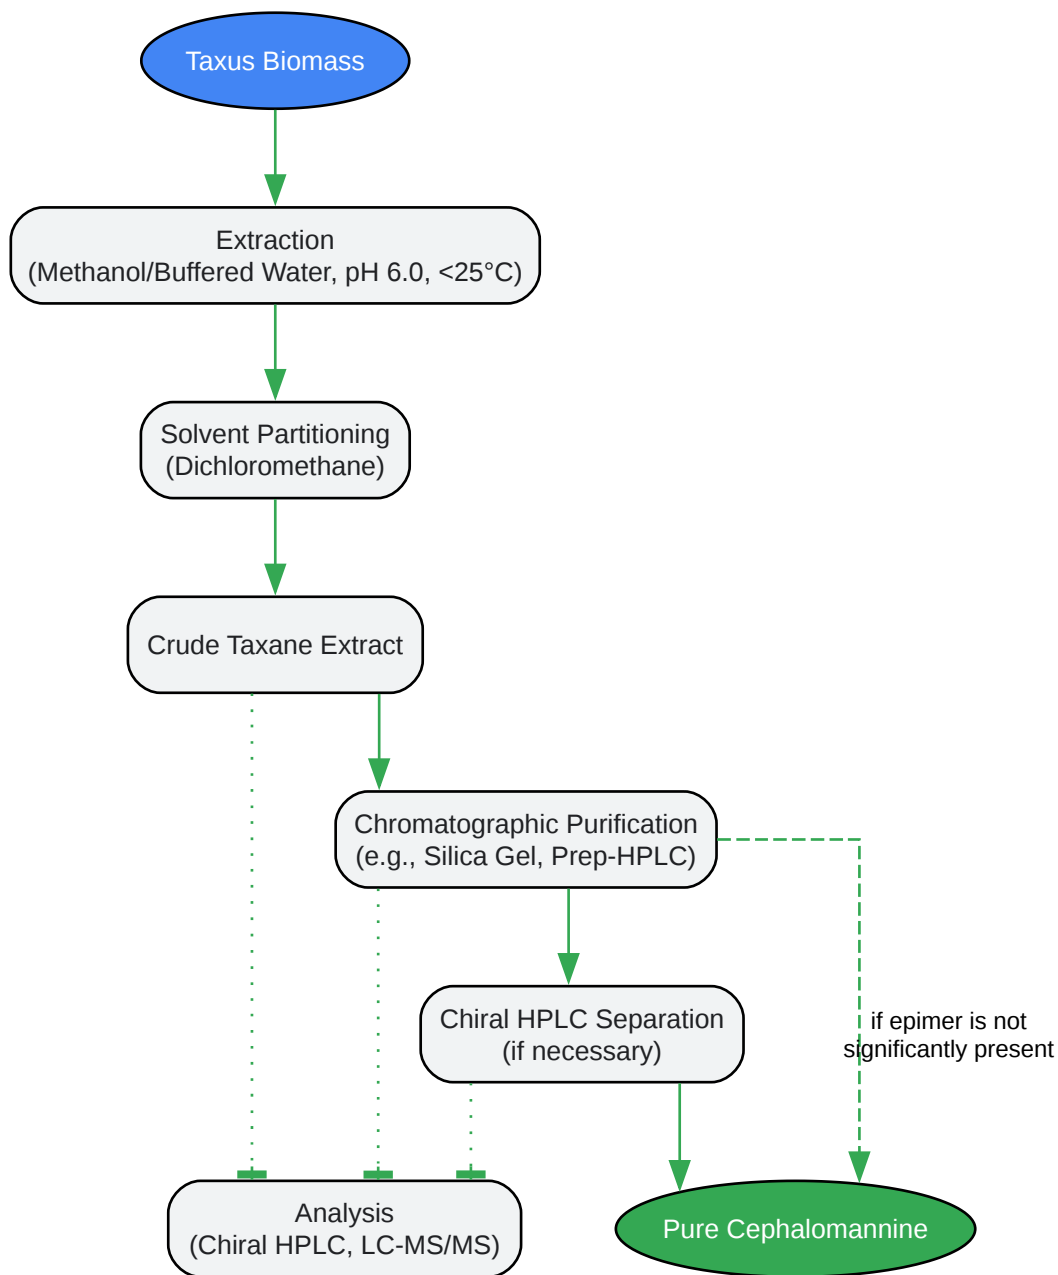 Taxus Biomass
Extraction
(Methanol/Buffered Water, pH 6.0, <25°C)
Solvent Partitioning
(Dichloromethane)
Crude Taxane Extract
Chromatographic Purification
(e.g., Silica Gel, Prep-HPLC)
Chiral HPLC Separation
(if necessary)
if epimer is not
significantly present
Analysis
(Chiral HPLC, LC-MS/MS)
Pure Cephalomannine